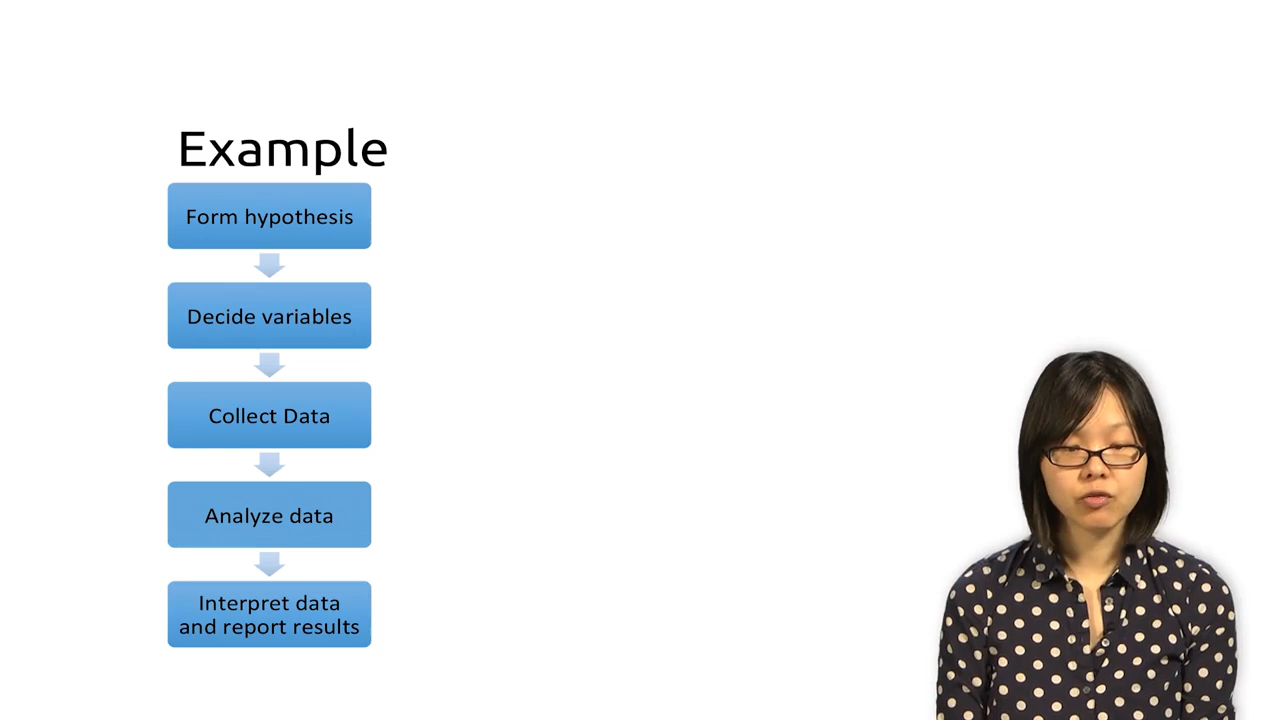 Example
Form hypothesis
Decide variables
Collect Data
Analyze data
Interpret data
and report results